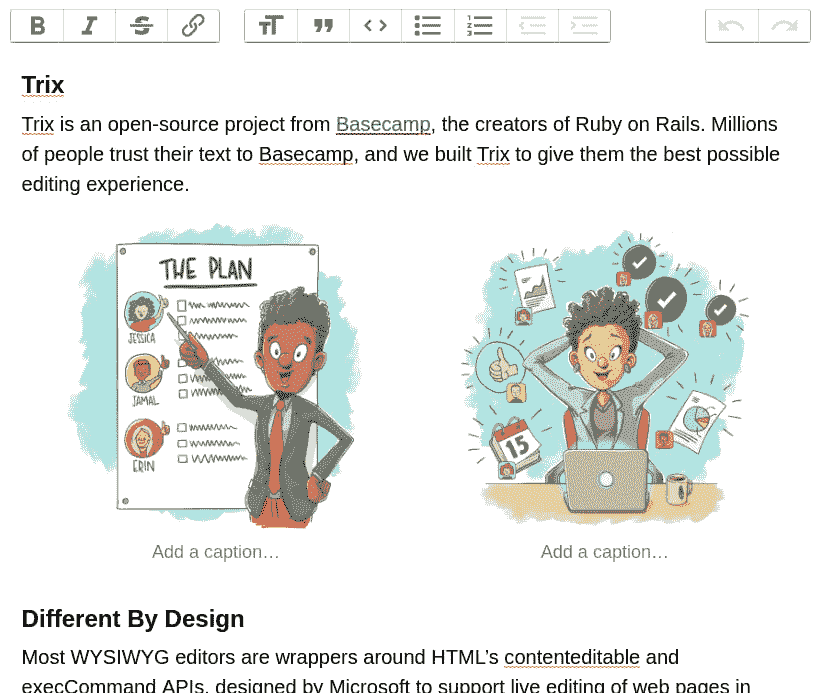 B I S
Trix
Trix is an open-source project from Basecamp, the creators of Ruby on Rails. Millions
of people trust their text to Basecamp, and we built Trix to give them the best possible
editing experience.
THE PLAN
JESSICA
JAMAL
ERIN
15
Add a caption…
Add a caption…
Different By Design
Most WYSIWYG editors are wrappers around HTML’s contenteditable and
execCommand APIs, designed by Microsoft to support live editing of web pages in